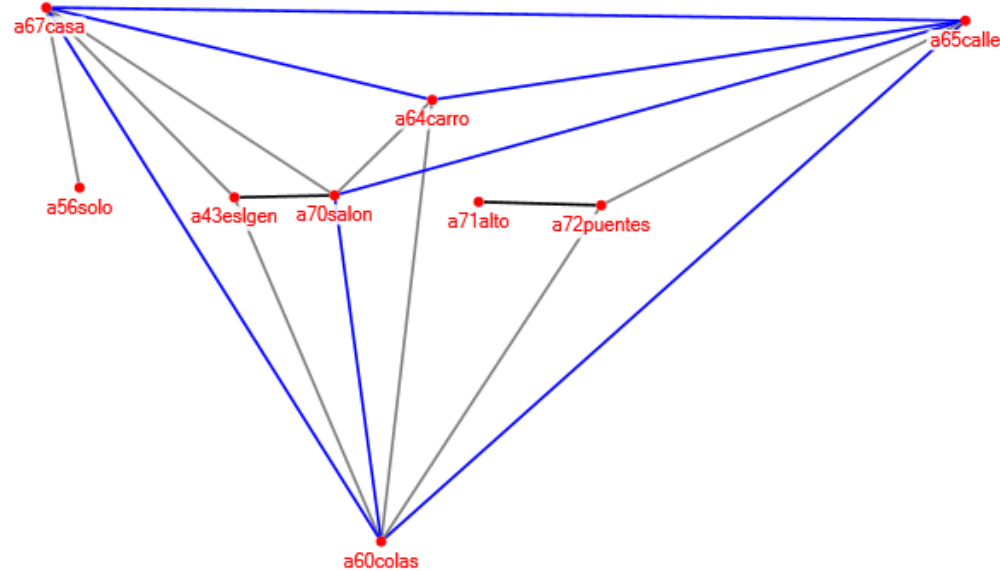 a67casa
a65calle
a64carro
a56solo
a43eslgen
a70salon
a71alto
a72puentes
a60colas